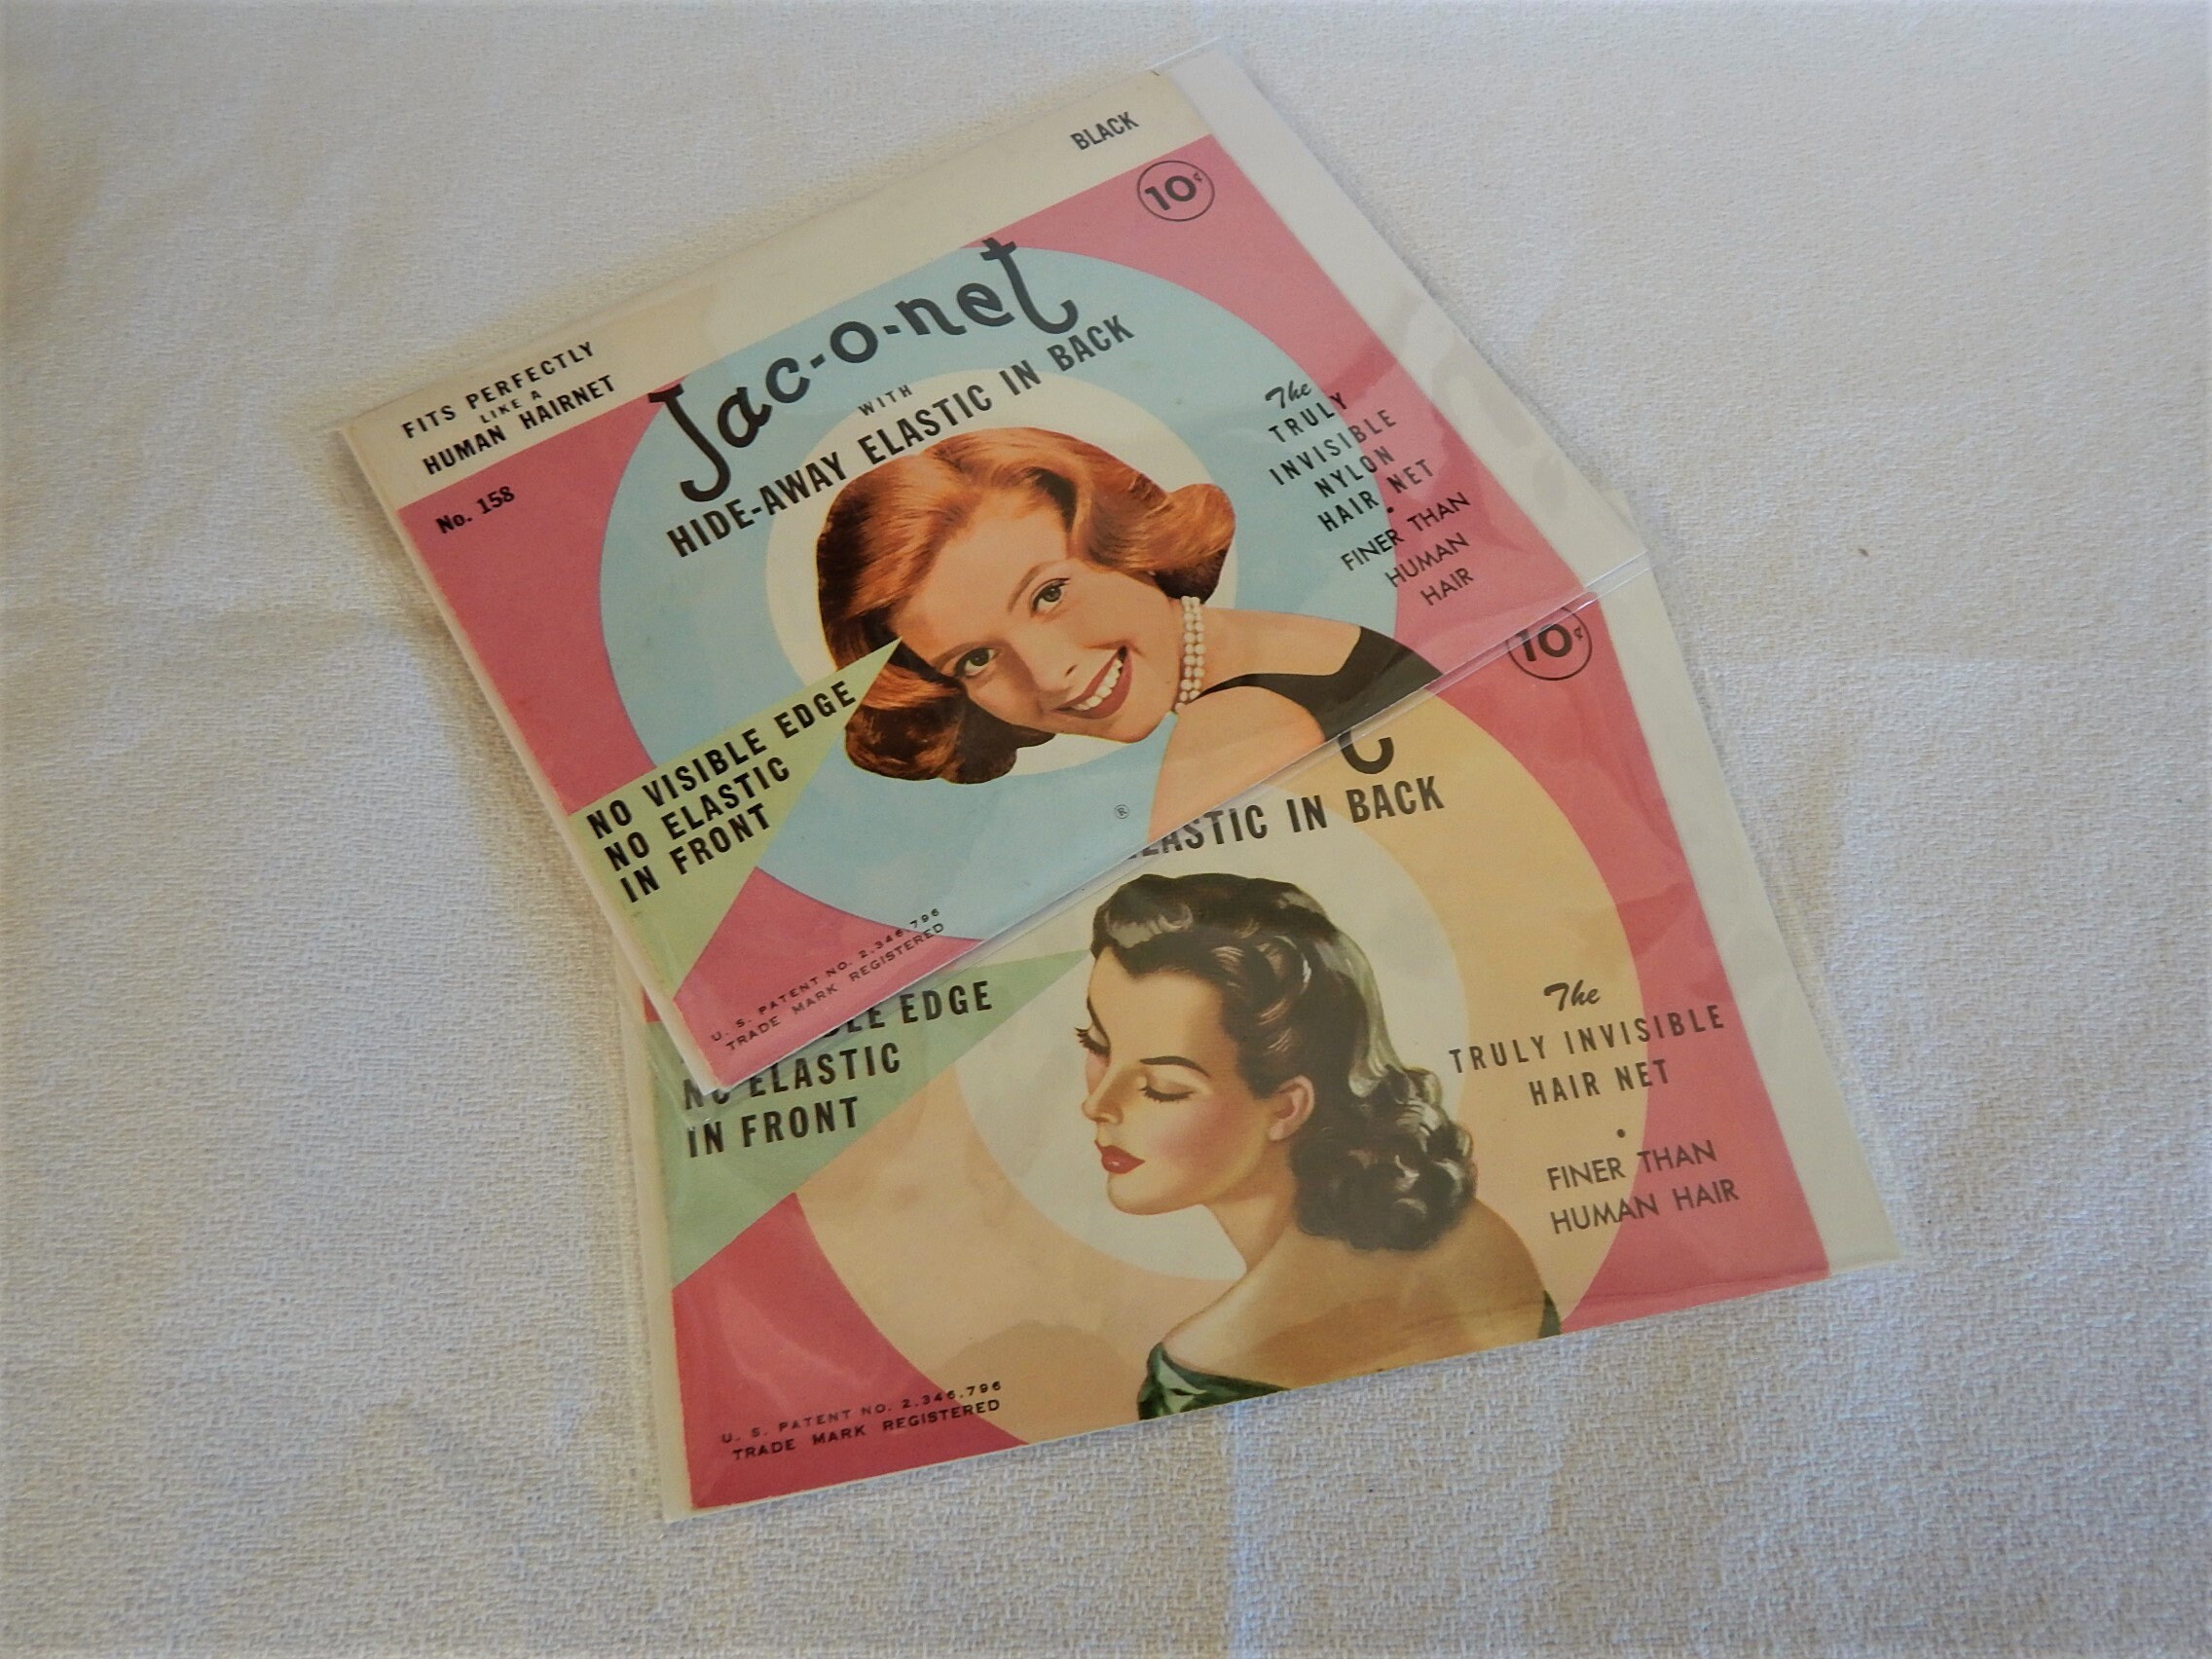 BLACK
10¢
FITS PERFECTLY
LIKE A
HUMAN HAIRNET
No. 158
Jac-o-net
WITH
HIDE-AWAY ELASTIC IN BACK
The
TRULY
INVISIBLE
NYLON
HAIR NET
•
FINER THAN
HUMAN
HAIR
NO VISIBLE EDGE
NO ELASTIC
IN FRONT
®
U. S. PATENT NO. 2,346,796
TRADE MARK REGISTERED
10¢
IN BACK
EDGE
NO ELASTIC
IN FRONT
The
TRULY INVISIBLE
HAIR NET
•
FINER THAN
HUMAN HAIR
U. S. PATENT NO. 2,346,796
TRADE MARK REGISTERED